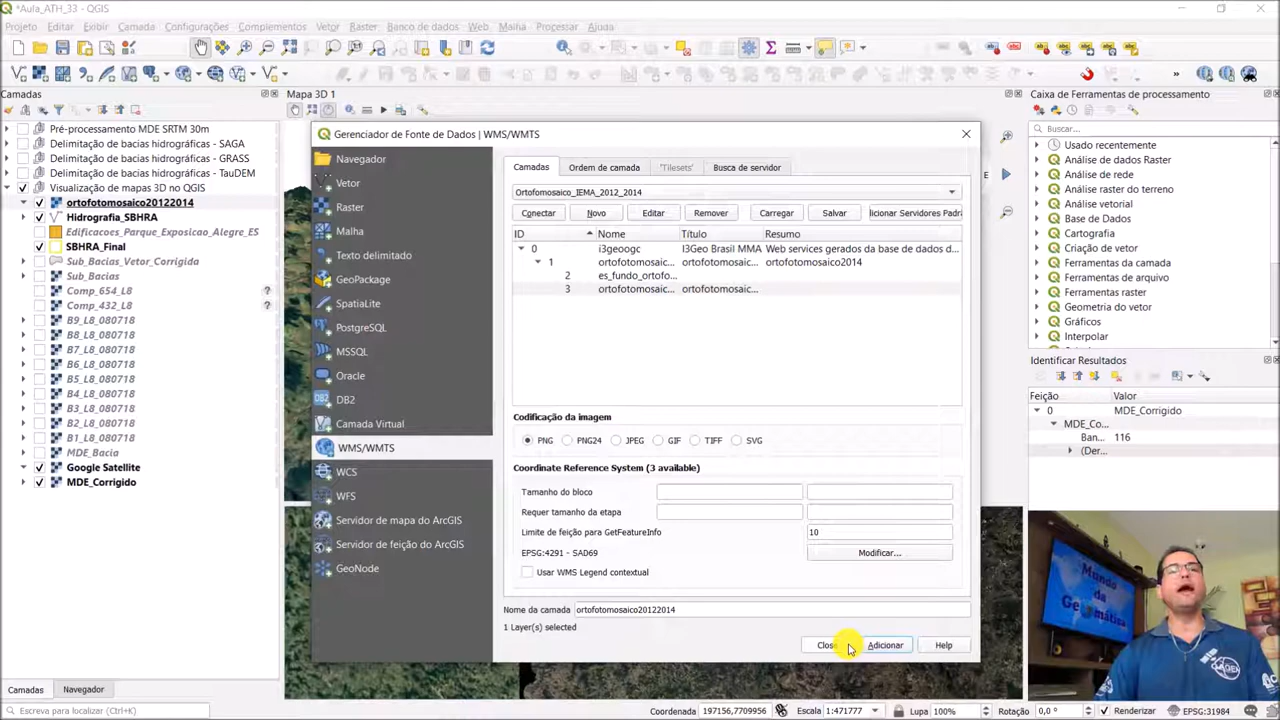 *Aula_ATH_33 - QGIS
Projeto Editar Exibir Camada Configurações Complementos Vetor Raster Banco de dados Web Malha Processar Ajuda
Camadas
Pré-processamento MDE SRTM 30m
Delimitação de bacias hidrográficas - SAGA
Delimitação de bacias hidrográficas - GRASS
Delimitação de bacias hidrográficas - TauDEM
Visualização de mapas 3D no QGIS
ortofotomosaico20122014
Hidrografia_SBHRA
Edificacoes_Parque_Exposicao_Alegre_ES
SBHRA_Final
Sub_Bacias_Vetor_Corrigida
Sub_Bacias
Comp_654_L8 ?
Comp_432_L8 ?
B9_L8_080718
B8_L8_080718
B7_L8_080718
B6_L8_080718
B5_L8_080718
B4_L8_080718
B3_L8_080718
B2_L8_080718
B1_L8_080718
MDE_Bacia
Google Satellite
MDE_Corrigido
Camadas Navegador
Escreva para localizar (Ctrl+K)
Mapa 3D 1
Gerenciador de Fonte de Dados | WMS/WMTS
Navegador
Vetor
Raster
Malha
Texto delimitado
GeoPackage
SpatiaLite
PostgreSQL
MSSQL
Oracle
DB2
Camada Virtual
WMS/WMTS
WCS
WFS
Servidor de mapa do ArcGIS
Servidor de feição do ArcGIS
GeoNode
Camadas Ordem de camada 'Tilesets' Busca de servidor
Ortofomosaico_IEMA_2012_2014
Conectar Novo Editar Remover Carregar Salvar licionar Servidores Padrã
ID Nome Título Resumo
0 i3geoogc I3Geo Brasil MMA Web services gerados da base de dados d...
1 ortofotomosaic... ortofotomosaic... ortofotomosaico2014
2 es_fundo_ortofo...
3 ortofotomosaic... ortofotomosaic...
Codificação da imagem
PNG PNG24 JPEG GIF TIFF SVG
Coordinate Reference System (3 available)
Tamanho do bloco
Requer tamanho da etapa
Limite de feição para GetFeatureInfo 10
EPSG:4291 - SAD69 Modificar...
Usar WMS Legend contextual
Nome da camada ortofotomosaico20122014
1 Layer(s) selected
Close Adicionar Help
Caixa de Ferramentas de processamento
Buscar...
Usado recentemente
Análise de dados Raster
Análise de rede
Análise raster do terreno
Análise vetorial
Base de Dados
Cartografia
Criação de vetor
Ferramentas da camada
Ferramentas de arquivo
Ferramentas raster
Geometria do vetor
Gráficos
Interpolar
Identificar Resultados
Feição Valor
0 MDE_Corrigido
MDE_Co...
Ban... 116
(Der...
Mundo
da
Geomática
Coordenada 197156,7709956 Escala 1:471777 Lupa 100% Rotação 0,0 ° Renderizar EPSG:31984